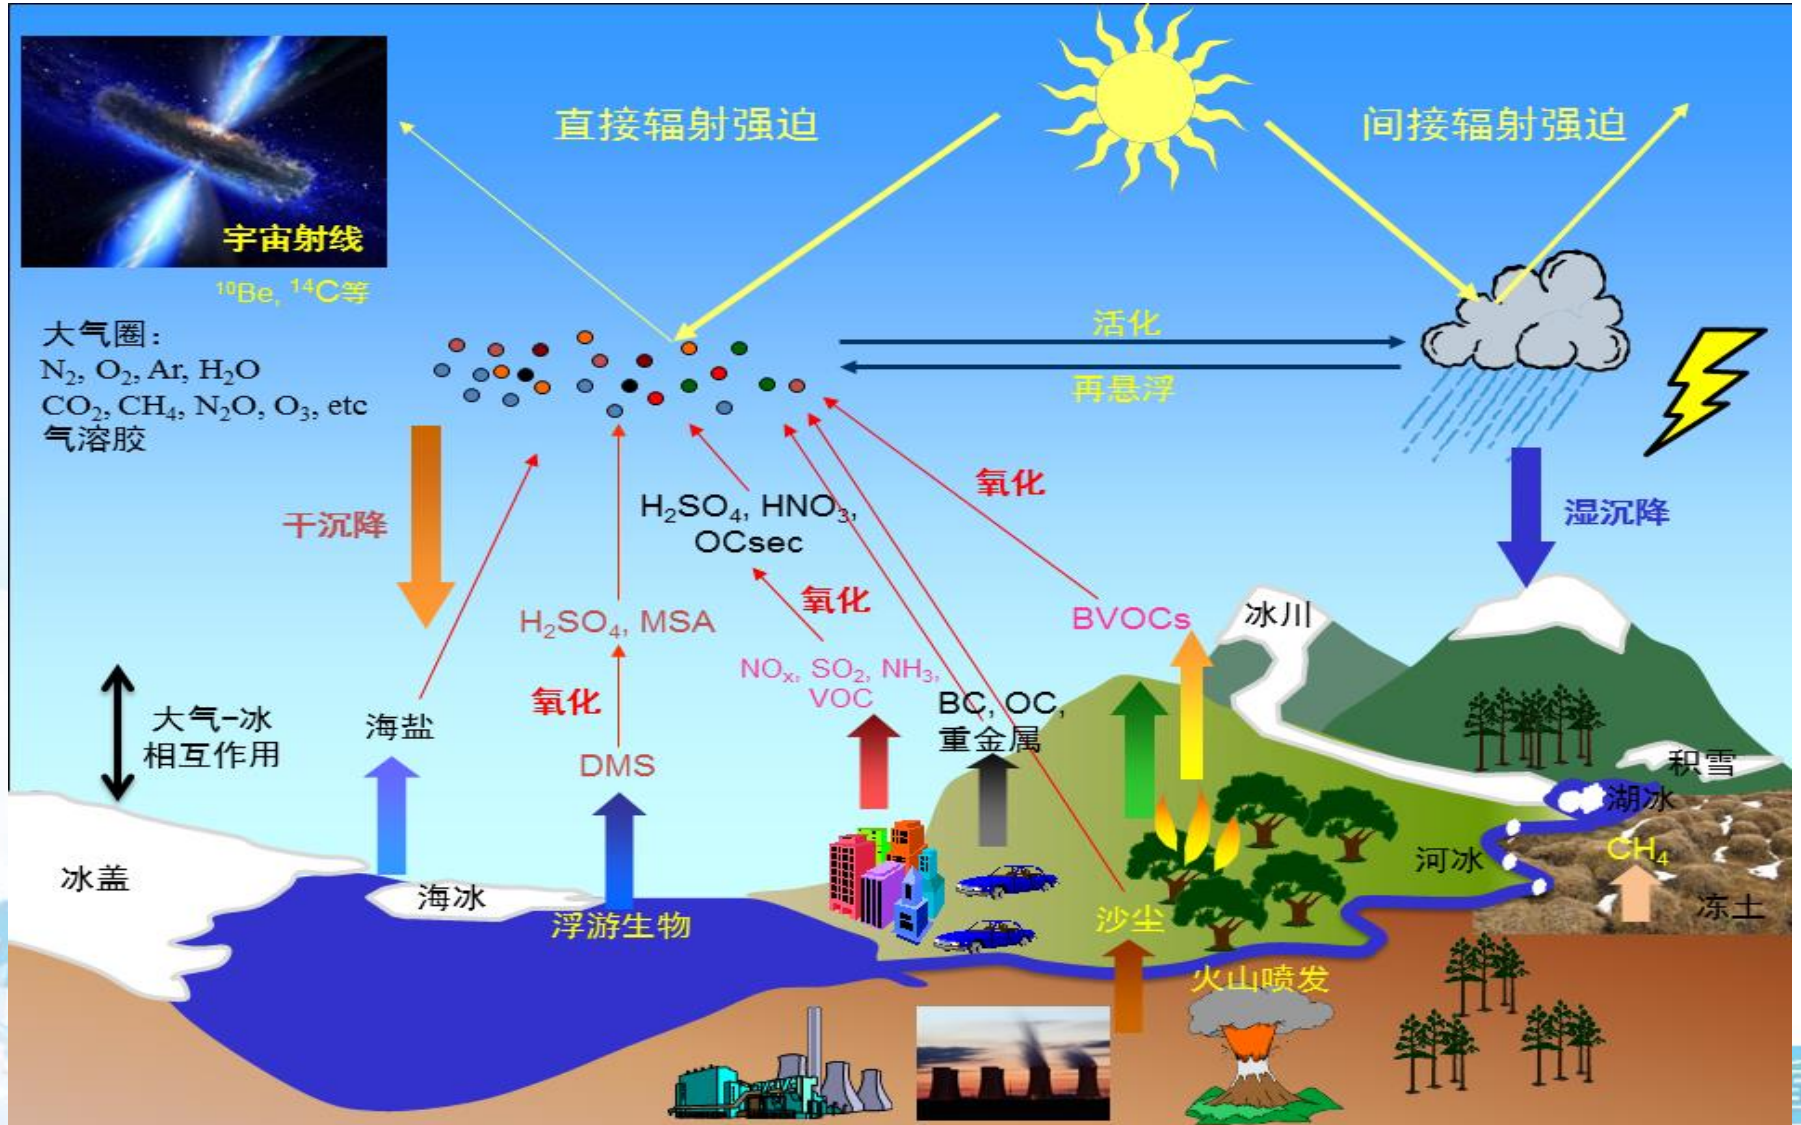 直接辐射强迫
间接辐射强迫
宇宙射线
¹⁰Be, ¹⁴C等
大气圈：
N₂, O₂, Ar, H₂O
CO₂, CH₄, N₂O, O₃, etc
气溶胶
活化
再悬浮
干沉降
氧化
H₂SO₄, HNO₃,
OCsec
湿沉降
氧化
H₂SO₄, MSA
BVOCs
冰川
NOₓ, SO₂, NH₃,
VOC
氧化
BC, OC,
重金属
大气-冰
相互作用
海盐
DMS
积雪
湖冰
冰盖
海冰
浮游生物
沙尘
河冰
CH₄
冻土
火山喷发